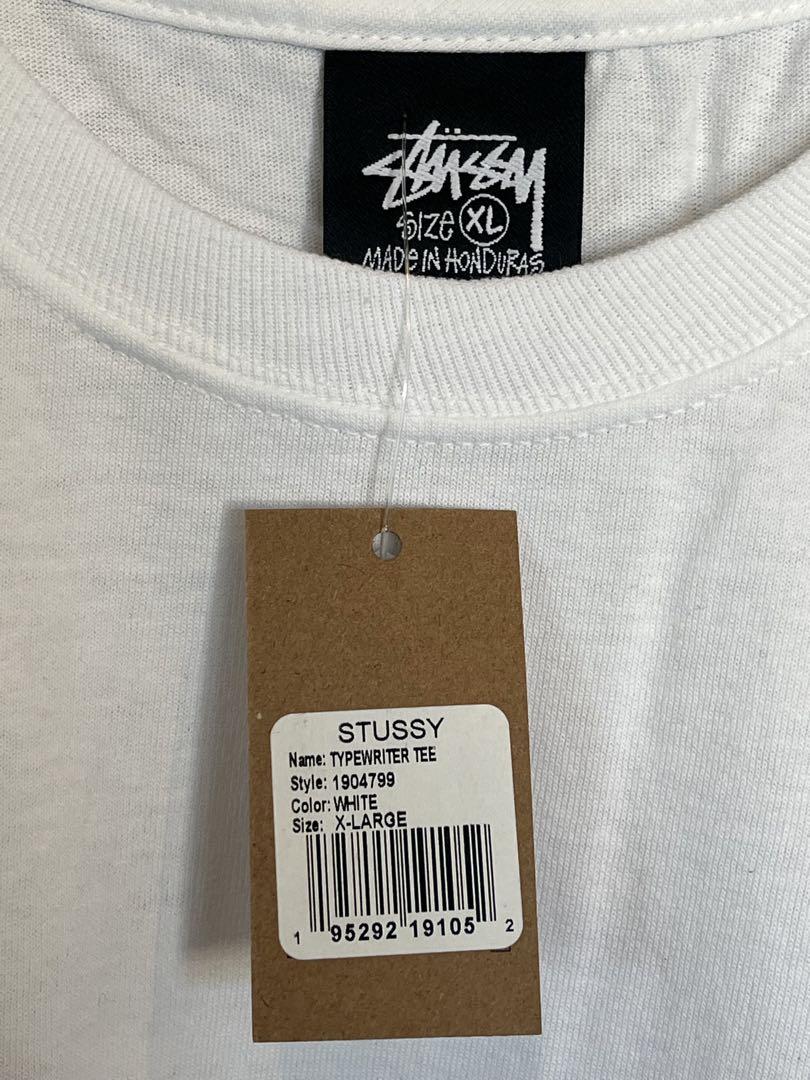 STÜSSY
SIZE XL
MADE IN HONDURAS
STUSSY
Name: TYPEWRITER TEE
Style: 1904799
Color: WHITE
Size: X-LARGE
1 95292 19105 2